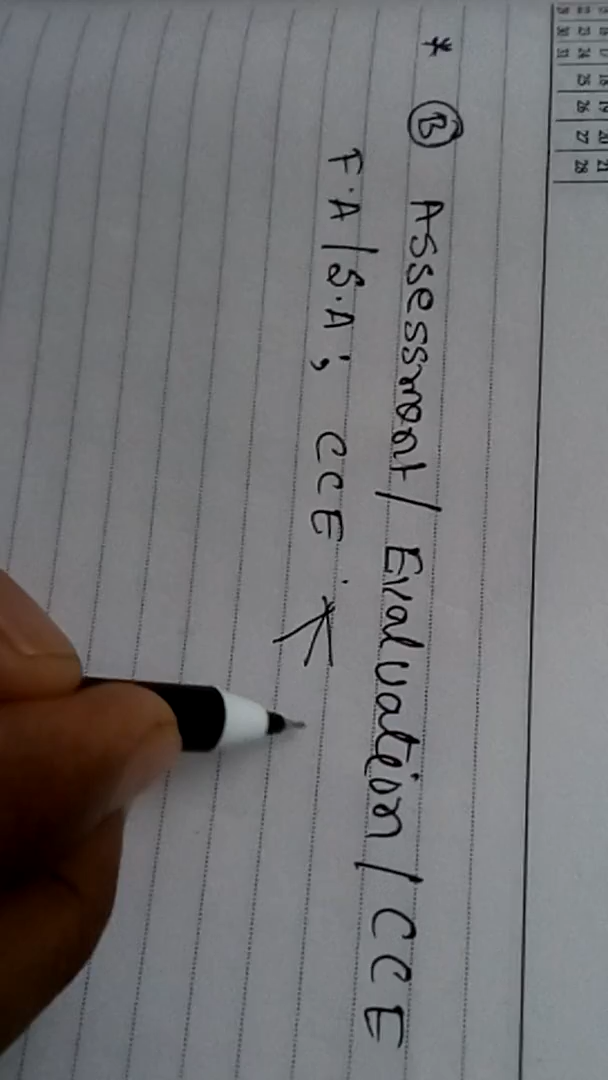 * B Assessment / Evaluation / CCE
F.A / S.A ; CCE